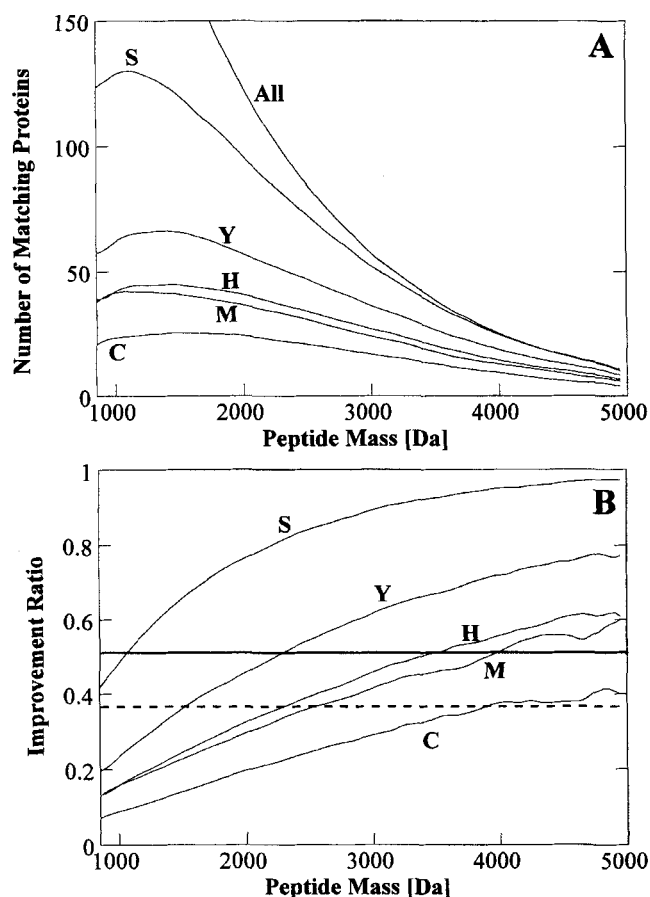 A
150
100
50
0
Number of Matching Proteins
S
All
Y
H
M
C
1000 2000 3000 4000 5000
Peptide Mass [Da]
B
1
0.8
0.6
0.4
0.2
0
Improvement Ratio
S
Y
H
M
C
1000 2000 3000 4000 5000
Peptide Mass [Da]